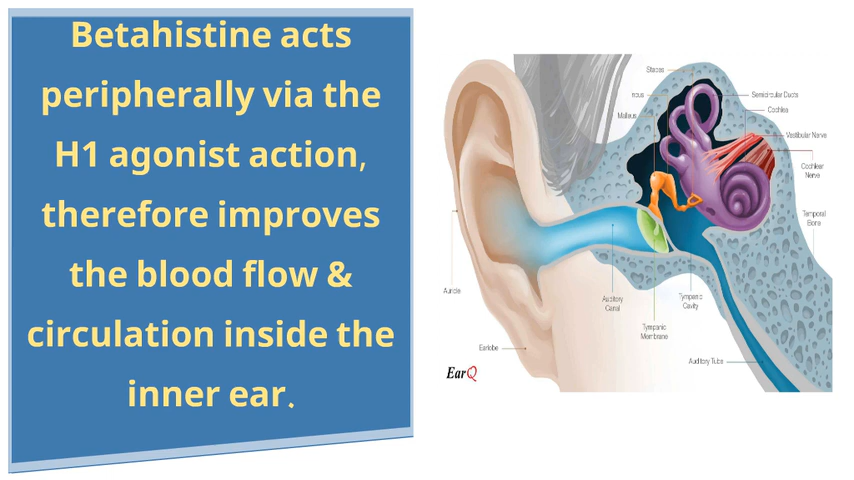 Betahistine acts
peripherally via the
H1 agonist action,
therefore improves
the blood flow &
circulation inside the
inner ear.
Stapes
Incus
Malleus
Semicircular Ducts
Cochlea
Vestibular Nerve
Cochlear
Nerve
Temporal
Bone
Auricle
Auditory
Canal
Tympanic
Cavity
Tympanic
Membrane
Earlobe
Auditory Tube
EarQ